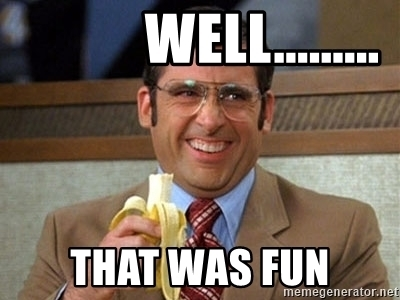 WELL.........
THAT WAS FUN
memegenerator.net